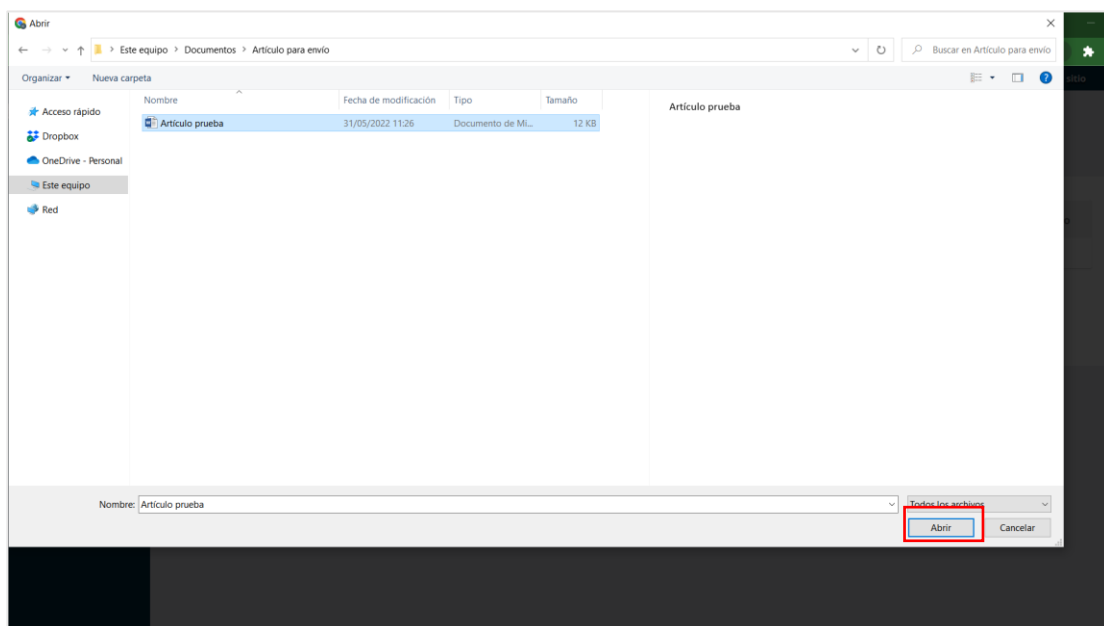 Abrir
Este equipo > Documentos > Artículo para envío
Buscar en Artículo para envío
Organizar
Nueva carpeta
sitio
Nombre
Fecha de modificación
Tipo
Tamaño
Artículo prueba
31/05/2022 11:26
Documento de Mi...
12 KB
Artículo prueba
Acceso rápido
Dropbox
OneDrive - Personal
Este equipo
Red
Nombre: Artículo prueba
Todos los archivos
Abrir
Cancelar